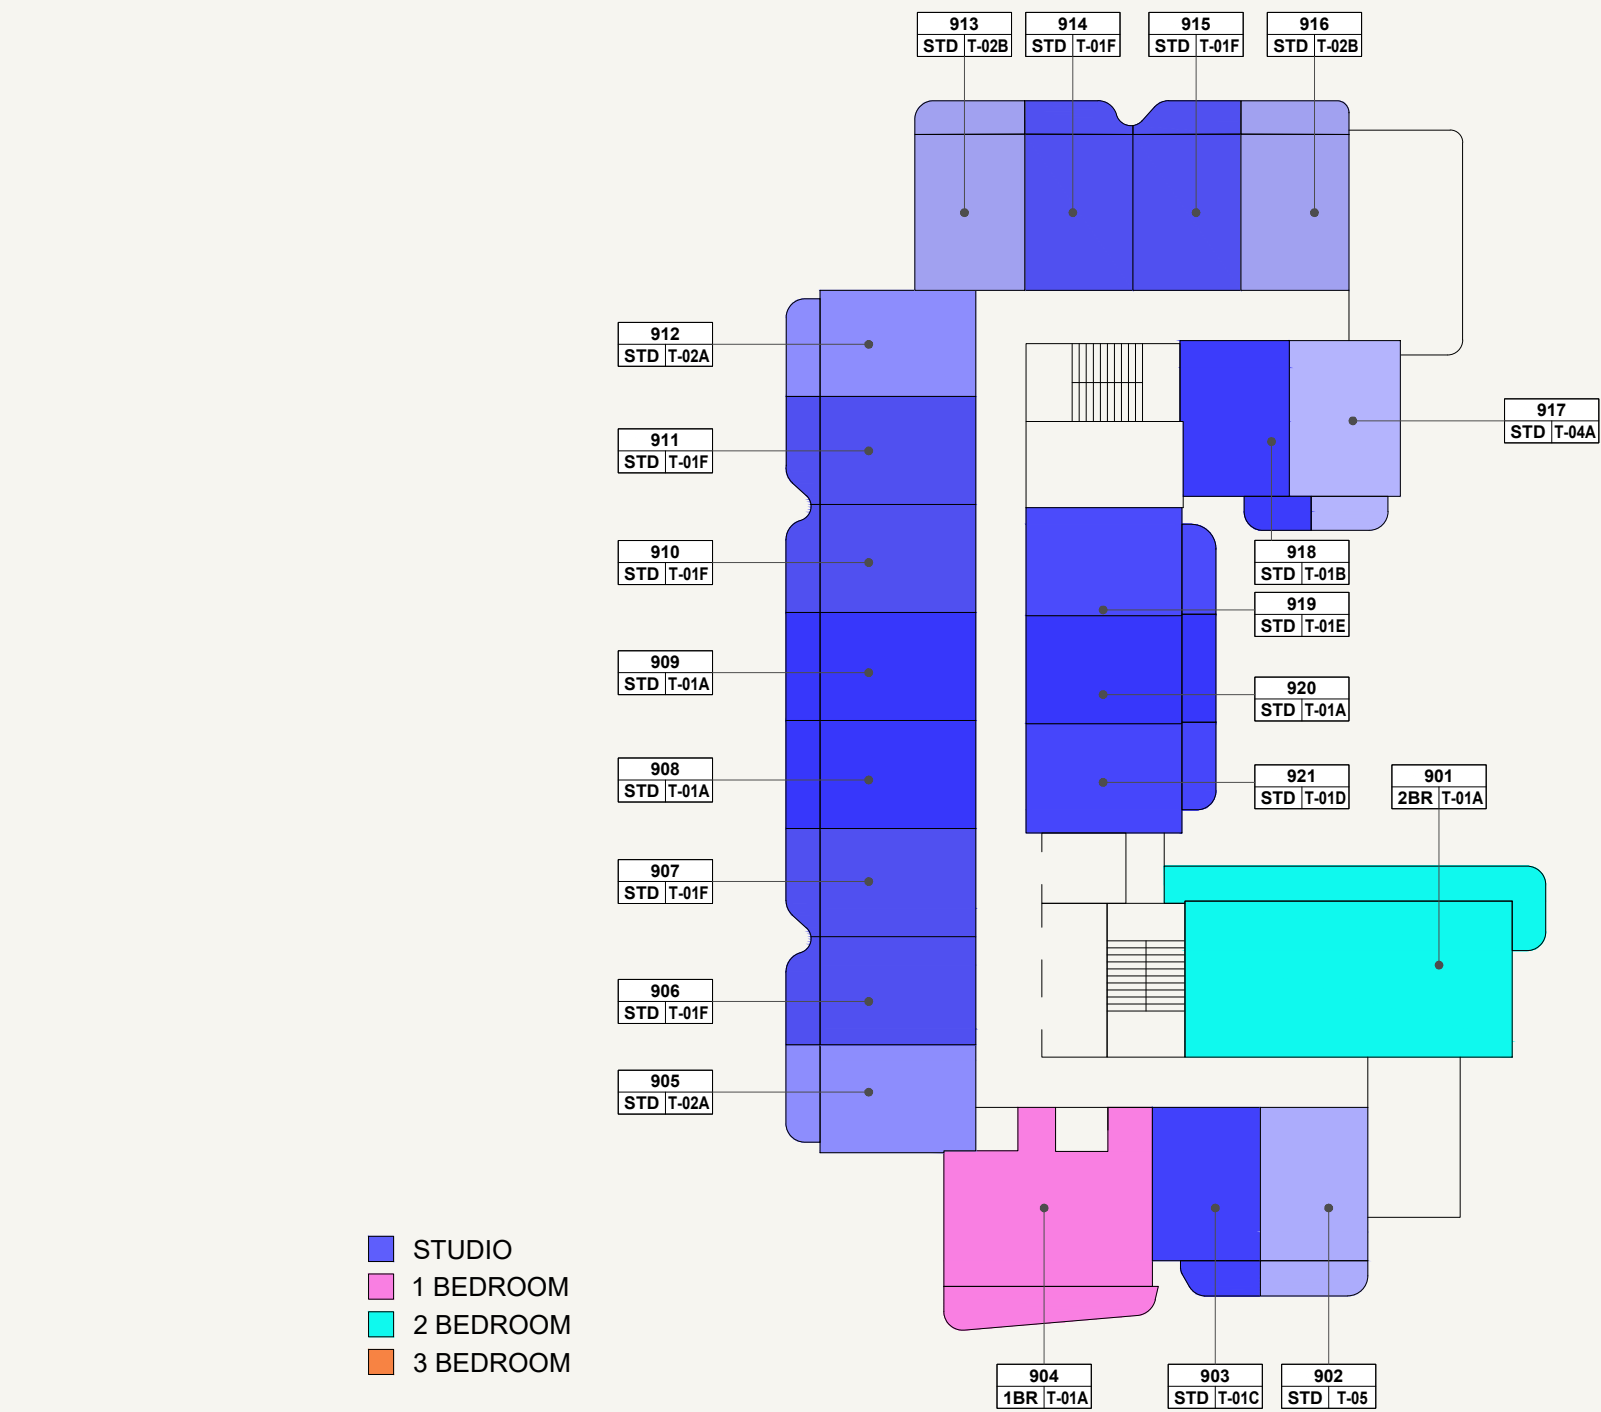 913 914 915 916
STD T-02B STD T-01F STD T-01F STD T-02B
912
STD T-02A
917
STD T-04A
911
STD T-01F
910
STD T-01F
918
STD T-01B
919
STD T-01E
909
STD T-01A
920
STD T-01A
908
STD T-01A
921
STD T-01D
901
2BR T-01A
907
STD T-01F
906
STD T-01F
905
STD T-02A
STUDIO
1 BEDROOM
2 BEDROOM
3 BEDROOM
904 903 902
1BR T-01A STD T-01C STD T-05